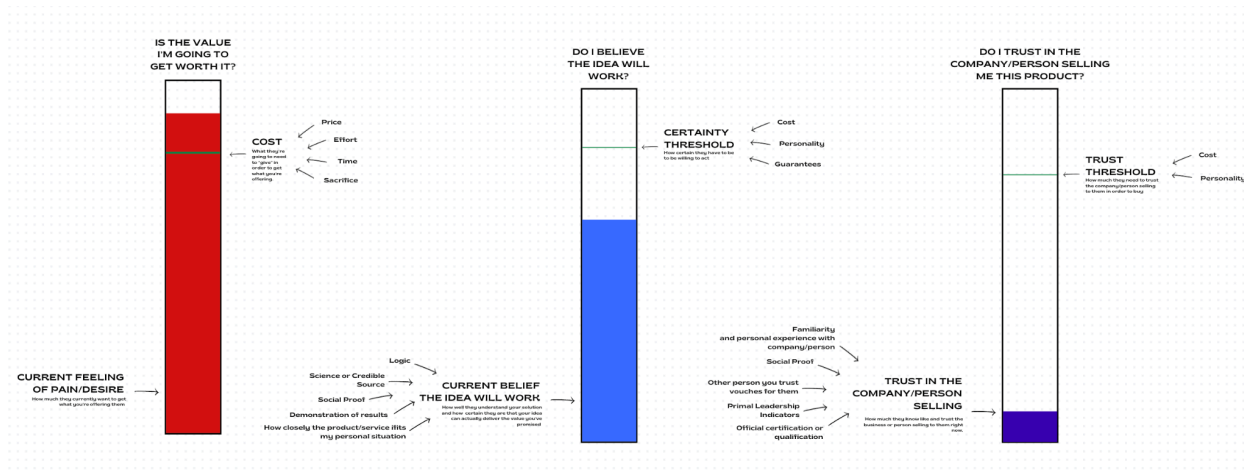 IS THE VALUE
I'M GOING TO
GET WORTH IT?
Price
Effort
Time
Sacrifice
COST
What they're
going to need
to "give" in
order to get
what you're
offering
CURRENT FEELING
OF PAIN/DESIRE
How much they currently want to get
what you're offering them
DO I BELIEVE
THE IDEA WILL
WORK?
Cost
Personality
Guarantees
CERTAINTY
THRESHOLD
How certain they have to be
to be willing to act
Logic
Science or Credible
Source
Social Proof
Demonstration of results
How closely the product/service fits
my personal situation
CURRENT BELIEF
THE IDEA WILL WORK
How well they understand your solution
and how certain they are that your idea
can actually deliver the value you've
promised
DO I TRUST IN THE
COMPANY/PERSON SELLING
ME THIS PRODUCT?
Cost
Personality
TRUST
THRESHOLD
How much they need to trust
the company/person selling
to them in order to buy
Familiarity
and personal experience with
company/person
Social Proof
Other person you trust
vouches for them
Primal Leadership
Indicators
Official certification or
qualification
TRUST IN THE
COMPANY/PERSON
SELLING
How much they know like and trust the
business or person selling to them right
now.